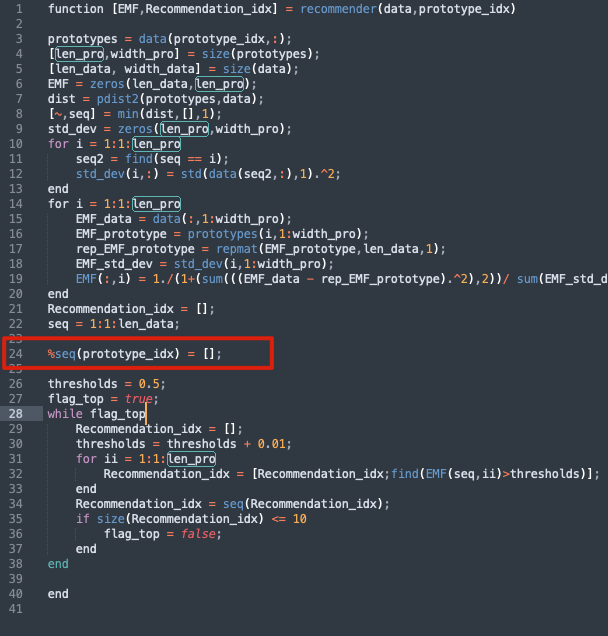 1 function [EMF,Recommendation_idx] = recommender(data,prototype_idx)
2
3 prototypes = data(prototype_idx,:);
4 [len_pro,width_pro] = size(prototypes);
5 [len_data, width_data] = size(data);
6 EMF = zeros(len_data,len_pro);
7 dist = pdist2(prototypes,data);
8 [~,seq] = min(dist,[],1);
9 std_dev = zeros(len_pro,width_pro);
10 for i = 1:1:len_pro
11 seq2 = find(seq == i);
12 std_dev(i,:) = std(data(seq2,:),1).^2;
13 end
14 for i = 1:1:len_pro
15 EMF_data = data(:,1:width_pro);
16 EMF_prototype = prototypes(i,1:width_pro);
17 rep_EMF_prototype = repmat(EMF_prototype,len_data,1);
18 EMF_std_dev = std_dev(i,1:width_pro);
19 EMF(:,i) = 1./(1+(sum(((EMF_data - rep_EMF_prototype).^2),2))/ sum(EMF_std_d
20 end
21 Recommendation_idx = [];
22 seq = 1:1:len_data;
23
24 %seq(prototype_idx) = [];
25
26 thresholds = 0.5;
27 flag_top = true;
28 while flag_top
29 Recommendation_idx = [];
30 thresholds = thresholds + 0.01;
31 for ii = 1:1:len_pro
32 Recommendation_idx = [Recommendation_idx;find(EMF(seq,ii)>thresholds)];
33 end
34 Recommendation_idx = seq(Recommendation_idx);
35 if size(Recommendation_idx) <= 10
36 flag_top = false;
37 end
38 end
39
40 end
41